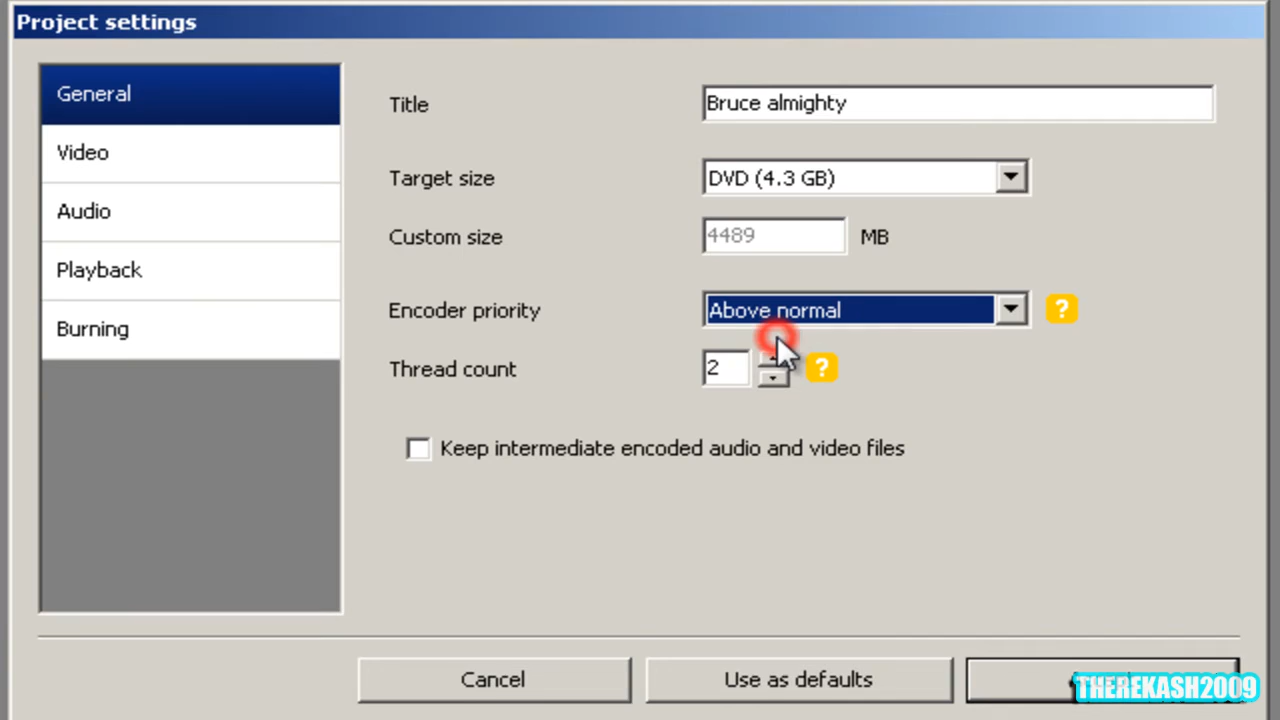 Project settings
General
Video
Audio
Playback
Burning
Title
Bruce almighty
Target size
DVD (4.3 GB)
Custom size
4489
MB
Encoder priority
Above normal
?
Thread count
2
?
Keep intermediate encoded audio and video files
Cancel
Use as defaults
THEREKASH2009